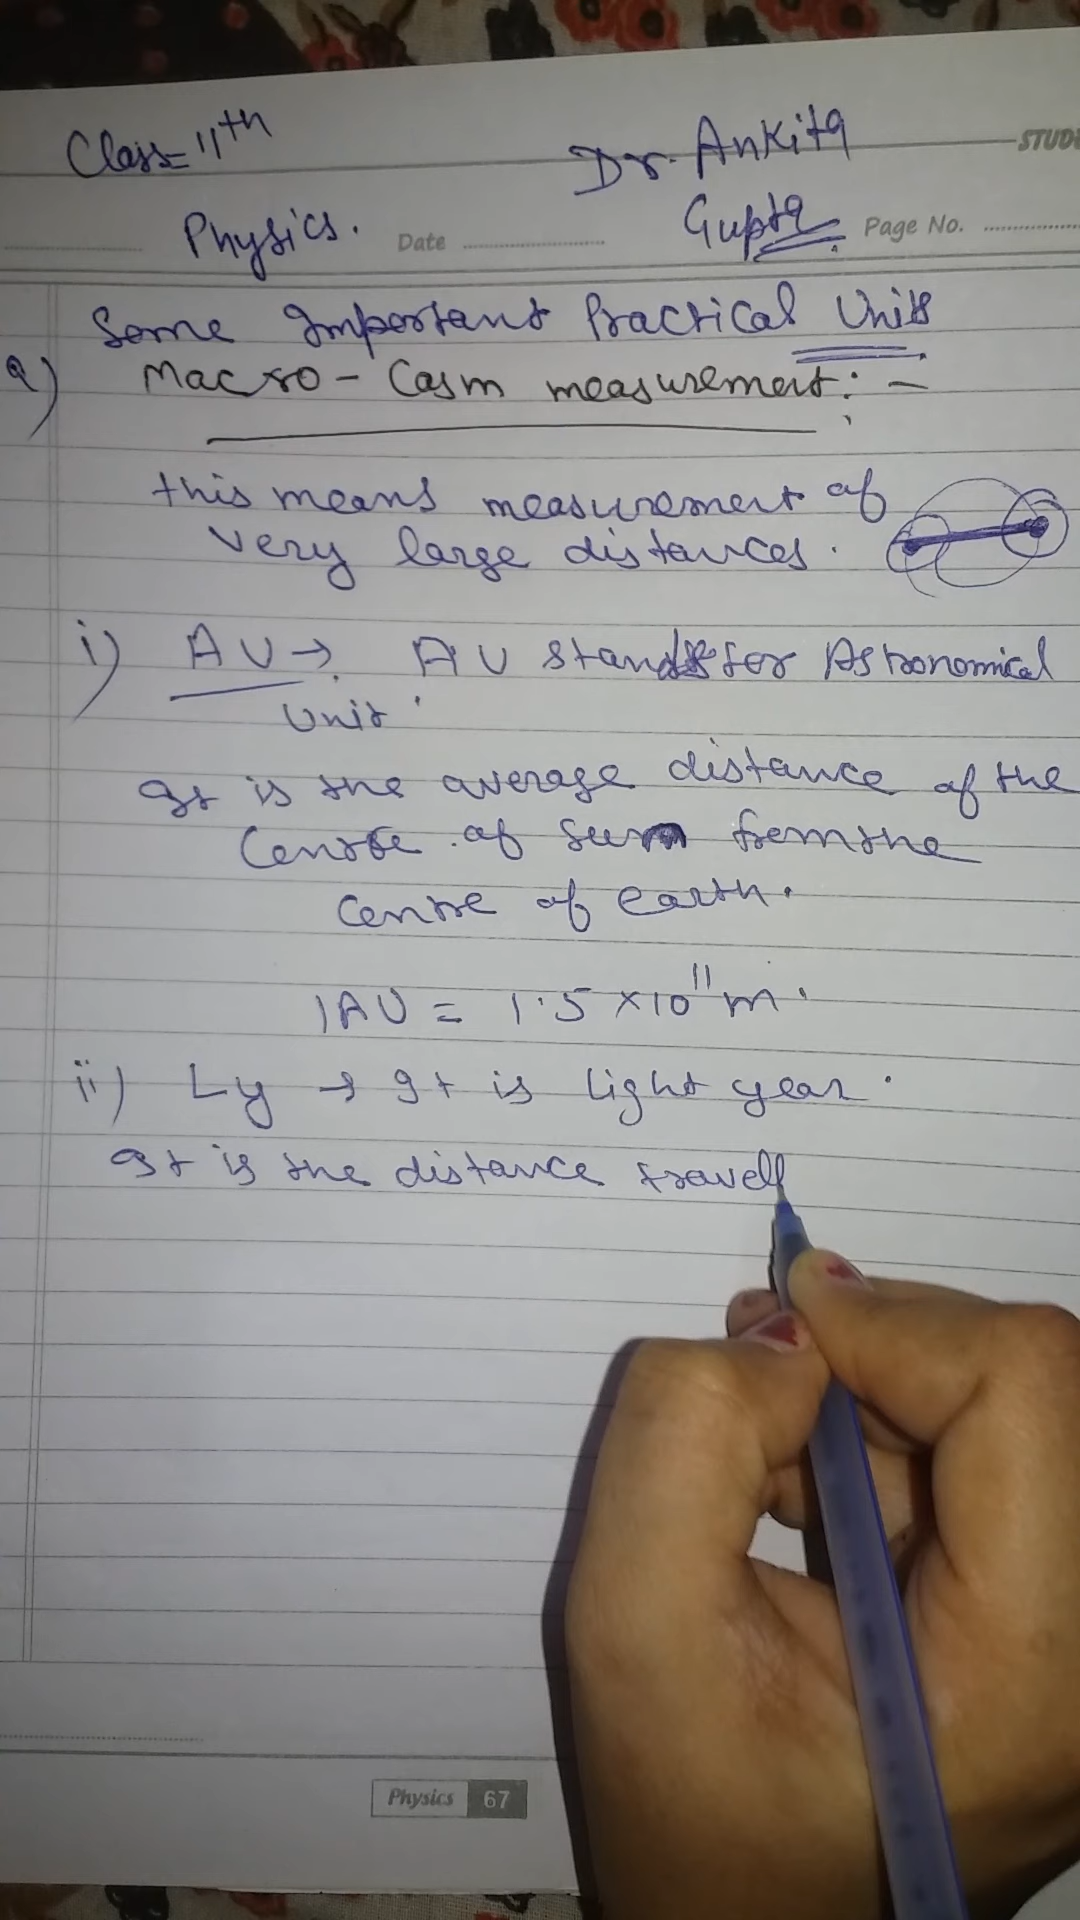 Class = 11th
Dr. Ankita
STUD
Physics.
Date
Gupta
Page No.
Some Important Practical Units
a) Macro - Casm measurement : -
this means measurement of
very large distances.
i) AU → AU stands for Astronomical
Unit
It is the average distance of the
Centre of sun from the
centre of earth.
1AU = 1.5 × 10¹¹ m.
ii) Ly → It is light year.
It is the distance travell
Physics 67